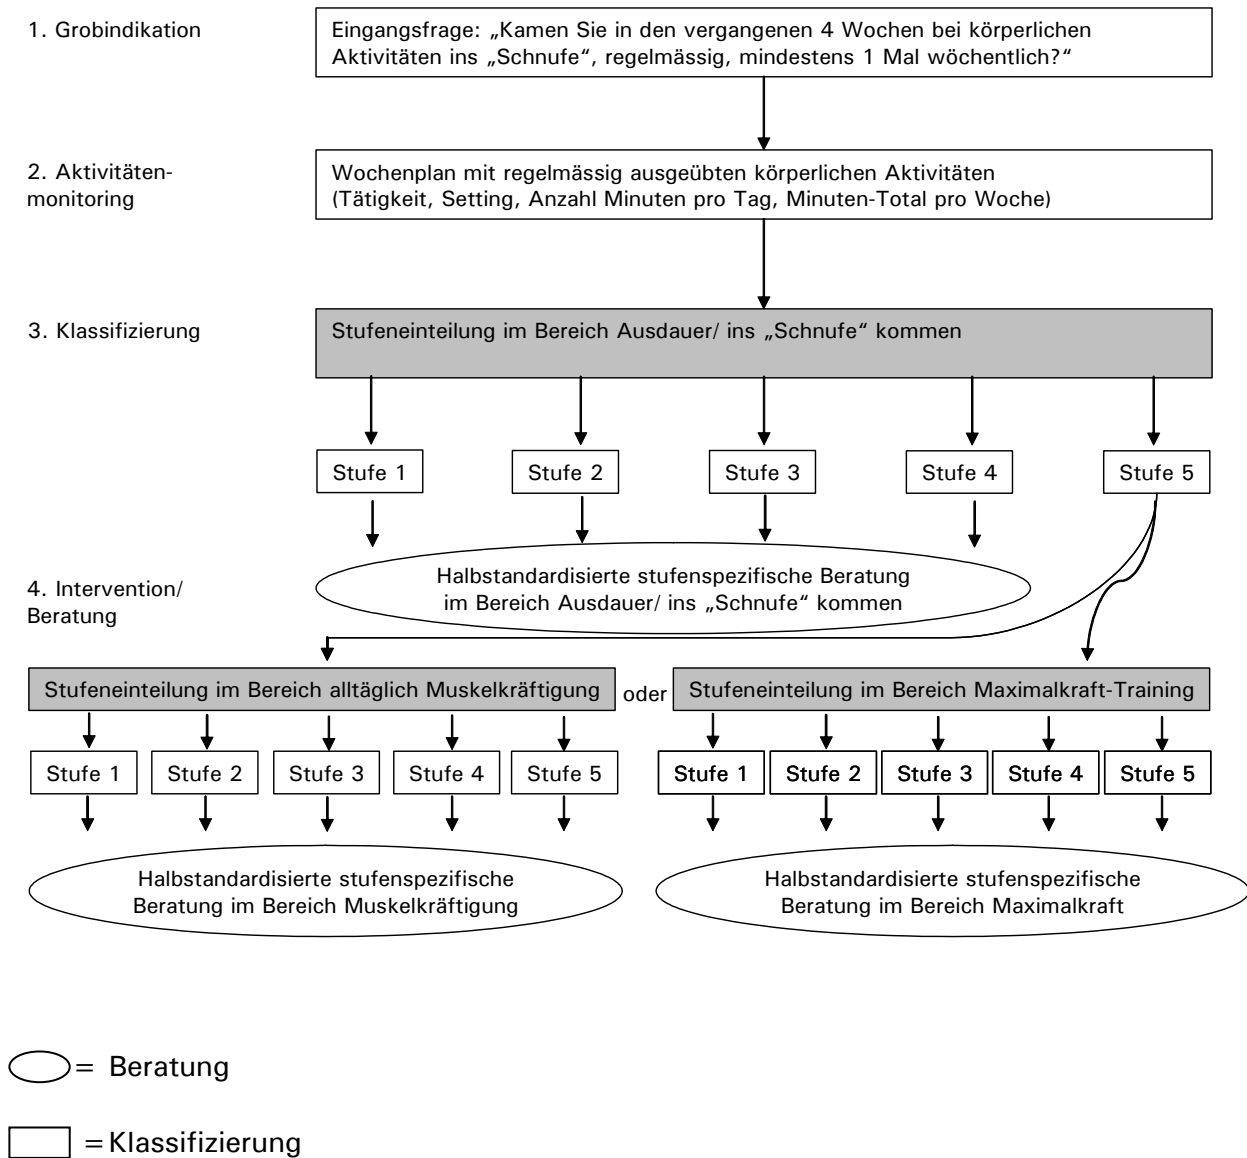 1. Grobindikation
Eingangsfrage: „Kamen Sie in den vergangenen 4 Wochen bei körperlichen
Aktivitäten ins „Schnufe“, regelmässig, mindestens 1 Mal wöchentlich?“
2. Aktivitäten-
monitoring
Wochenplan mit regelmässig ausgeübten körperlichen Aktivitäten
(Tätigkeit, Setting, Anzahl Minuten pro Tag, Minuten-Total pro Woche)
3. Klassifizierung
Stufeneinteilung im Bereich Ausdauer/ ins „Schnufe“ kommen
Stufe 1
Stufe 2
Stufe 3
Stufe 4
Stufe 5
4. Intervention/
Beratung
Halbstandardisierte stufenspezifische Beratung
im Bereich Ausdauer/ ins „Schnufe“ kommen
Stufeneinteilung im Bereich alltäglich Muskelkräftigung
oder
Stufeneinteilung im Bereich Maximalkraft-Training
Stufe 1
Stufe 2
Stufe 3
Stufe 4
Stufe 5
Stufe 1
Stufe 2
Stufe 3
Stufe 4
Stufe 5
Halbstandardisierte stufenspezifische
Beratung im Bereich Muskelkräftigung
Halbstandardisierte stufenspezifische
Beratung im Bereich Maximalkraft
= Beratung
= Klassifizierung